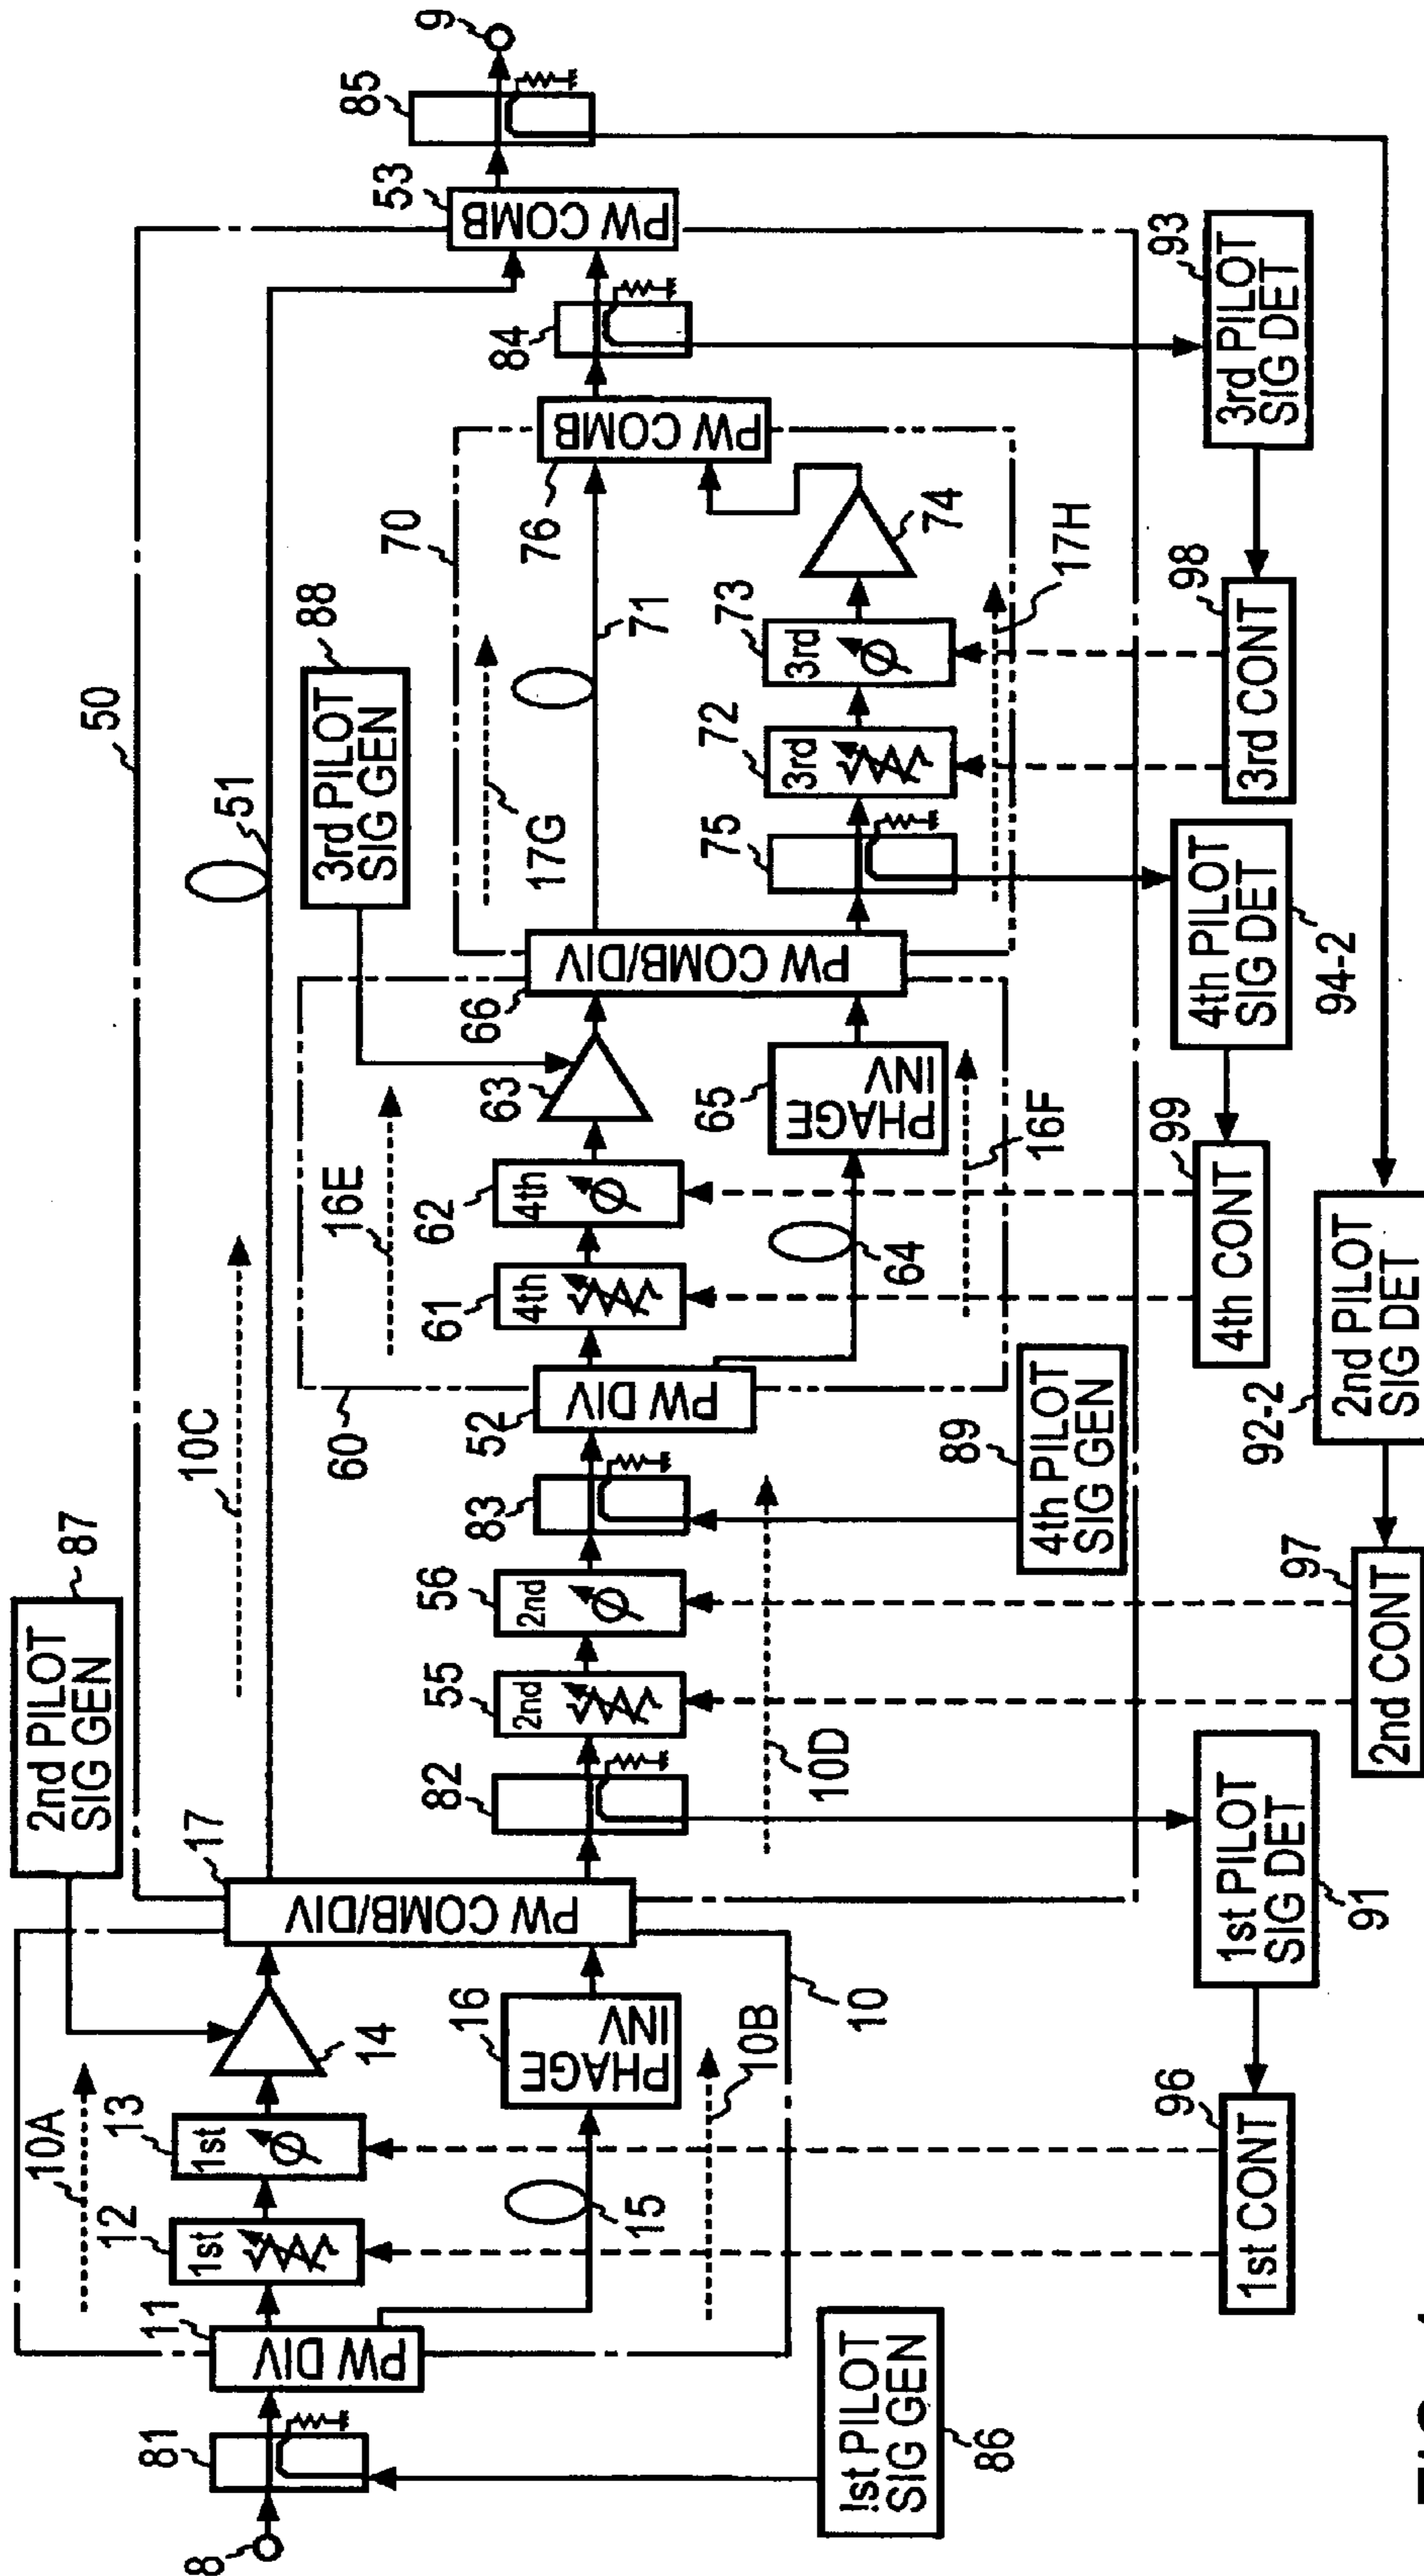 8
81
1st PILOT
SIG GEN
86
11
PW DIV
10A
12
1st
13
1st
14
15
PHAGE
INV
16
10B
10
2nd PILOT
SIG GEN
87
17
PW COMB/DIV
1st CONT
96
1st PILOT
SIG DET
91
50
10C
51
82
55
2nd
56
2nd
83
10D
4th PILOT
SIG GEN
89
2nd CONT
97
2nd PILOT
SIG DET
92-2
60
52
PW DIV
16E
61
4th
62
4th
63
64
PHAGE
INV
65
16F
3rd PILOT
SIG GEN
88
66
PW COMB/DIV
4th CONT
99
4th PILOT
SIG DET
94-2
70
17G
71
75
72
3rd
73
3rd
74
17H
76
PW COMB
3rd CONT
98
3rd PILOT
SIG DET
93
84
53
PW COMB
85
9